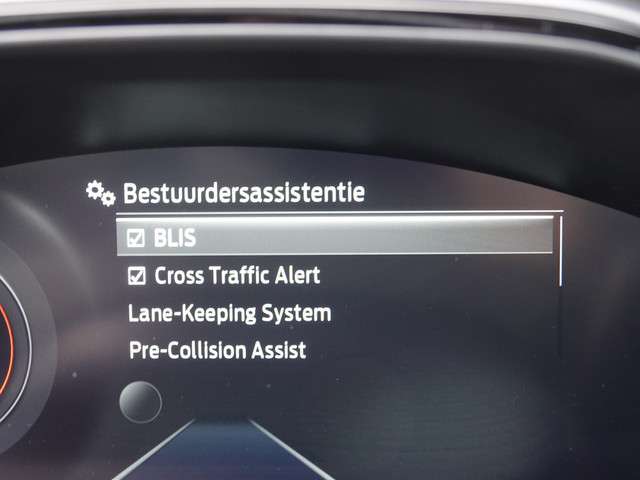 Bestuurdersassistentie
BLIS
Cross Traffic Alert
Lane-Keeping System
Pre-Collision Assist